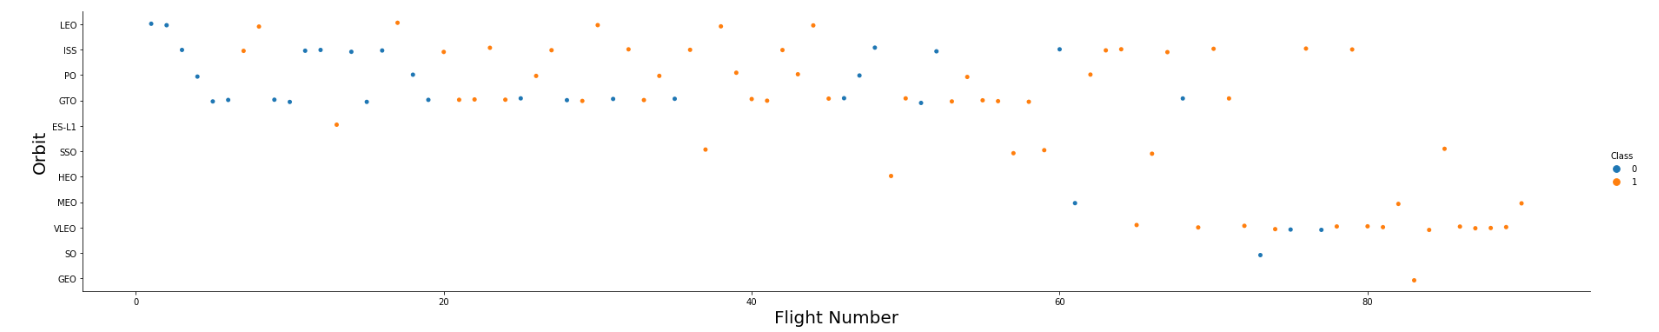 LEO
ISS
PO
GTO
ES-L1
SSO
HEO
MEO
VLEO
SO
GEO
Orbit
0 20 40 60 80
Flight Number
Class
0
1